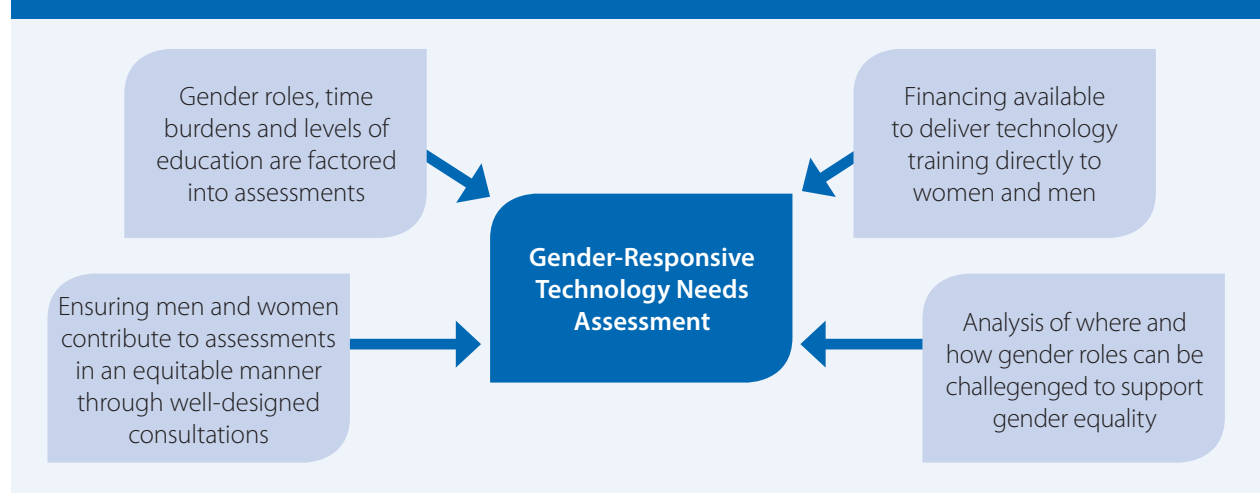 Gender roles, time
burdens and levels of
education are factored
into assessments
Financing available
to deliver technology
training directly to
women and men
Gender-Responsive
Technology Needs
Assessment
Ensuring men and women
contribute to assessments
in an equitable manner
through well-designed
consultations
Analysis of where and
how gender roles can be
challegenged to support
gender equality